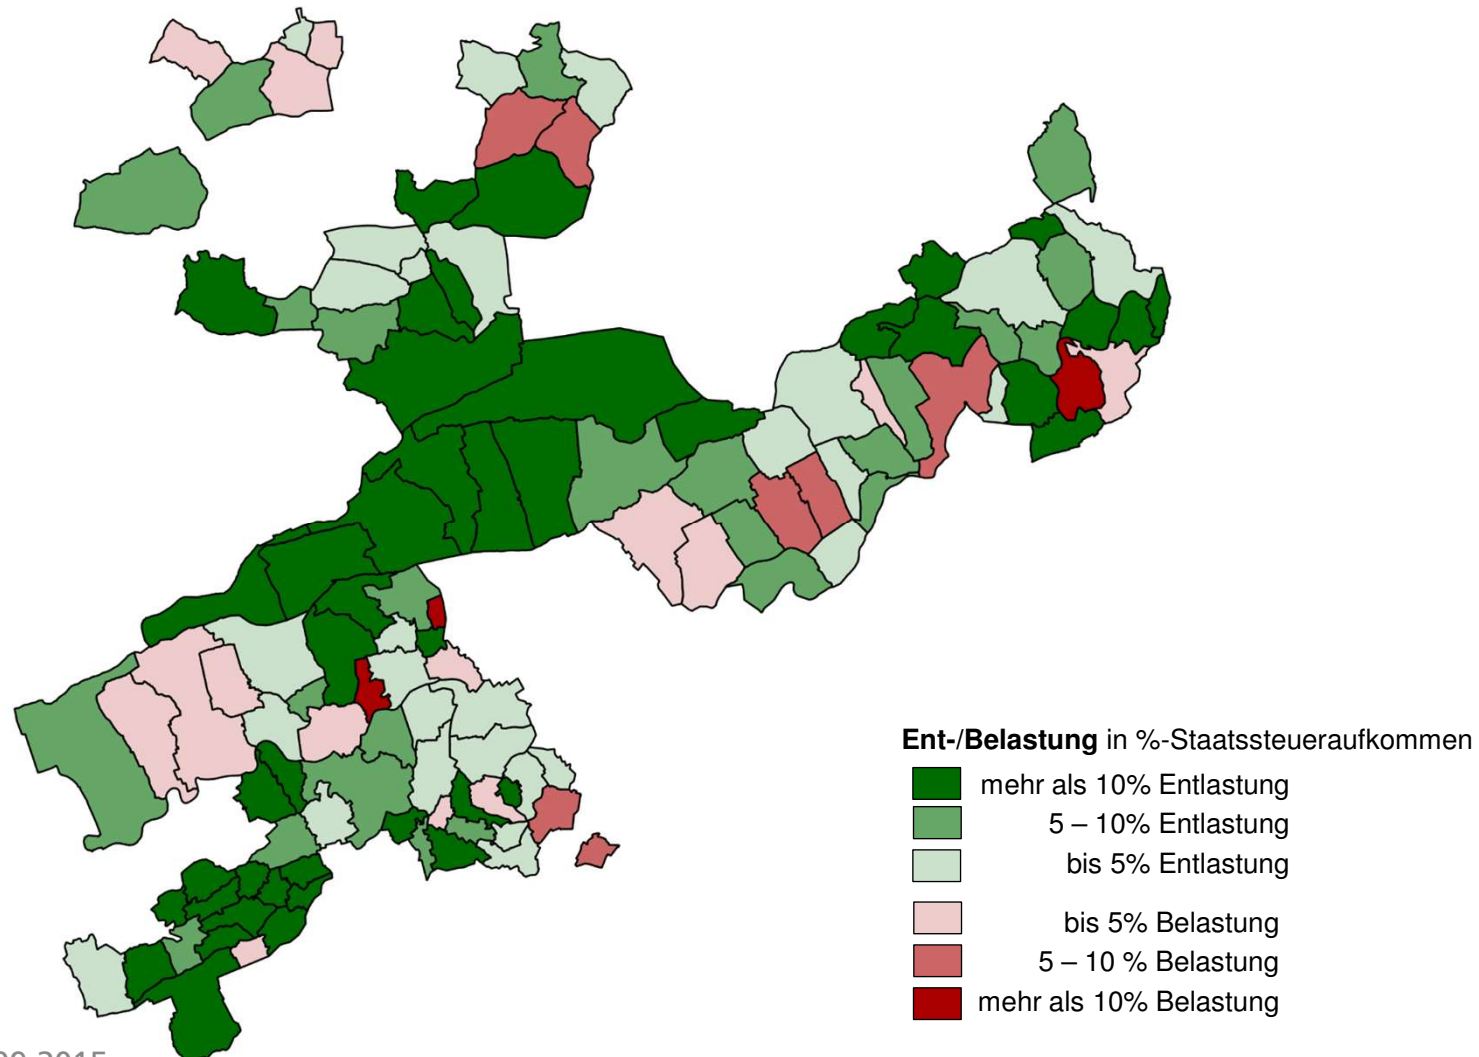 Ent-/Belastung in %-Staatssteueraufkommen
mehr als 10% Entlastung
5 – 10% Entlastung
bis 5% Entlastung
bis 5% Belastung
5 – 10 % Belastung
mehr als 10% Belastung